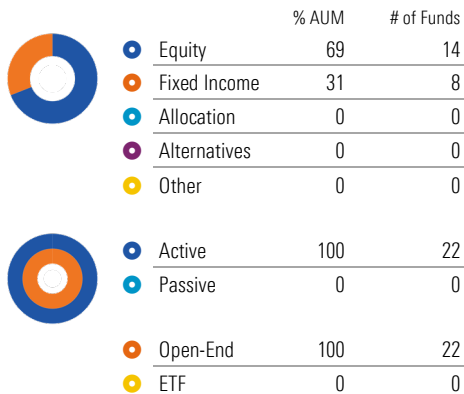 % AUM # of Funds
Equity 69 14
Fixed Income 31 8
Allocation 0 0
Alternatives 0 0
Other 0 0
Active 100 22
Passive 0 0
Open-End 100 22
ETF 0 0